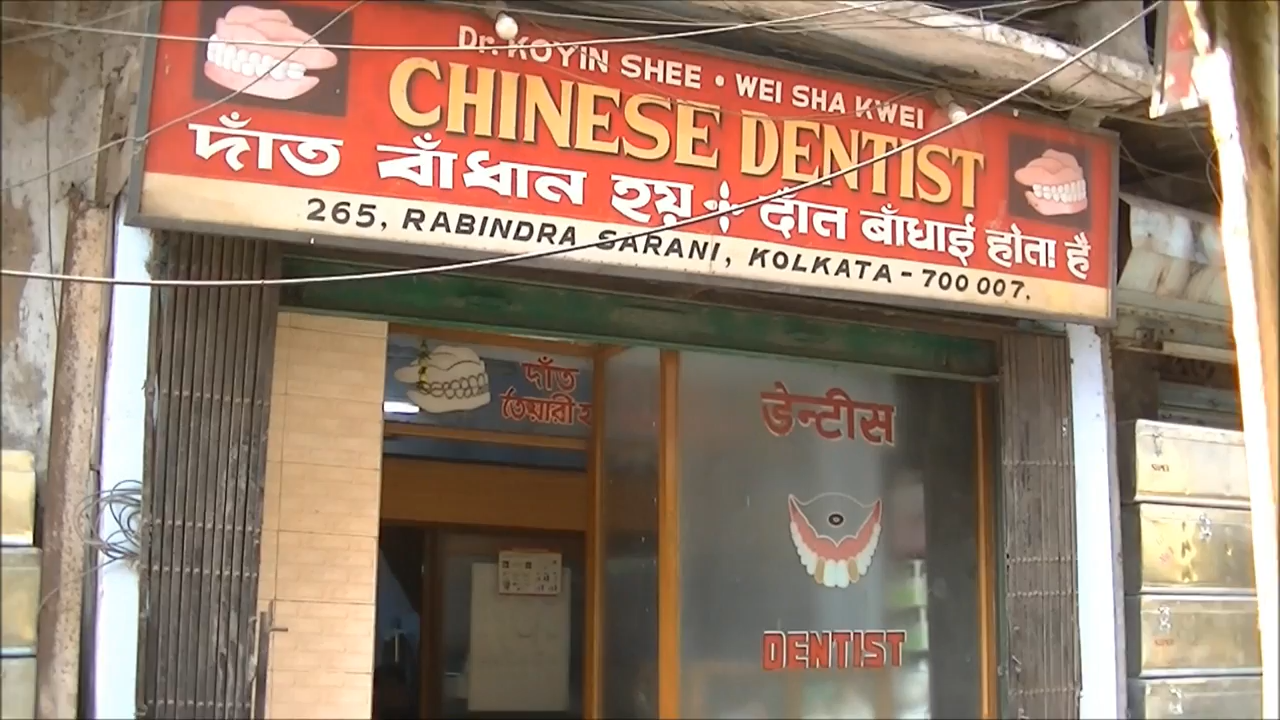 Dr. KOYIN SHEE • WEI SHA KWEI
CHINESE DENTIST
দাঁত বাঁধান হয় दाँत बाँधाई होता है
265, RABINDRA SARANI, KOLKATA - 700 007.
দাঁত
তৈয়ারী হ
डेन्टीस
DENTIST